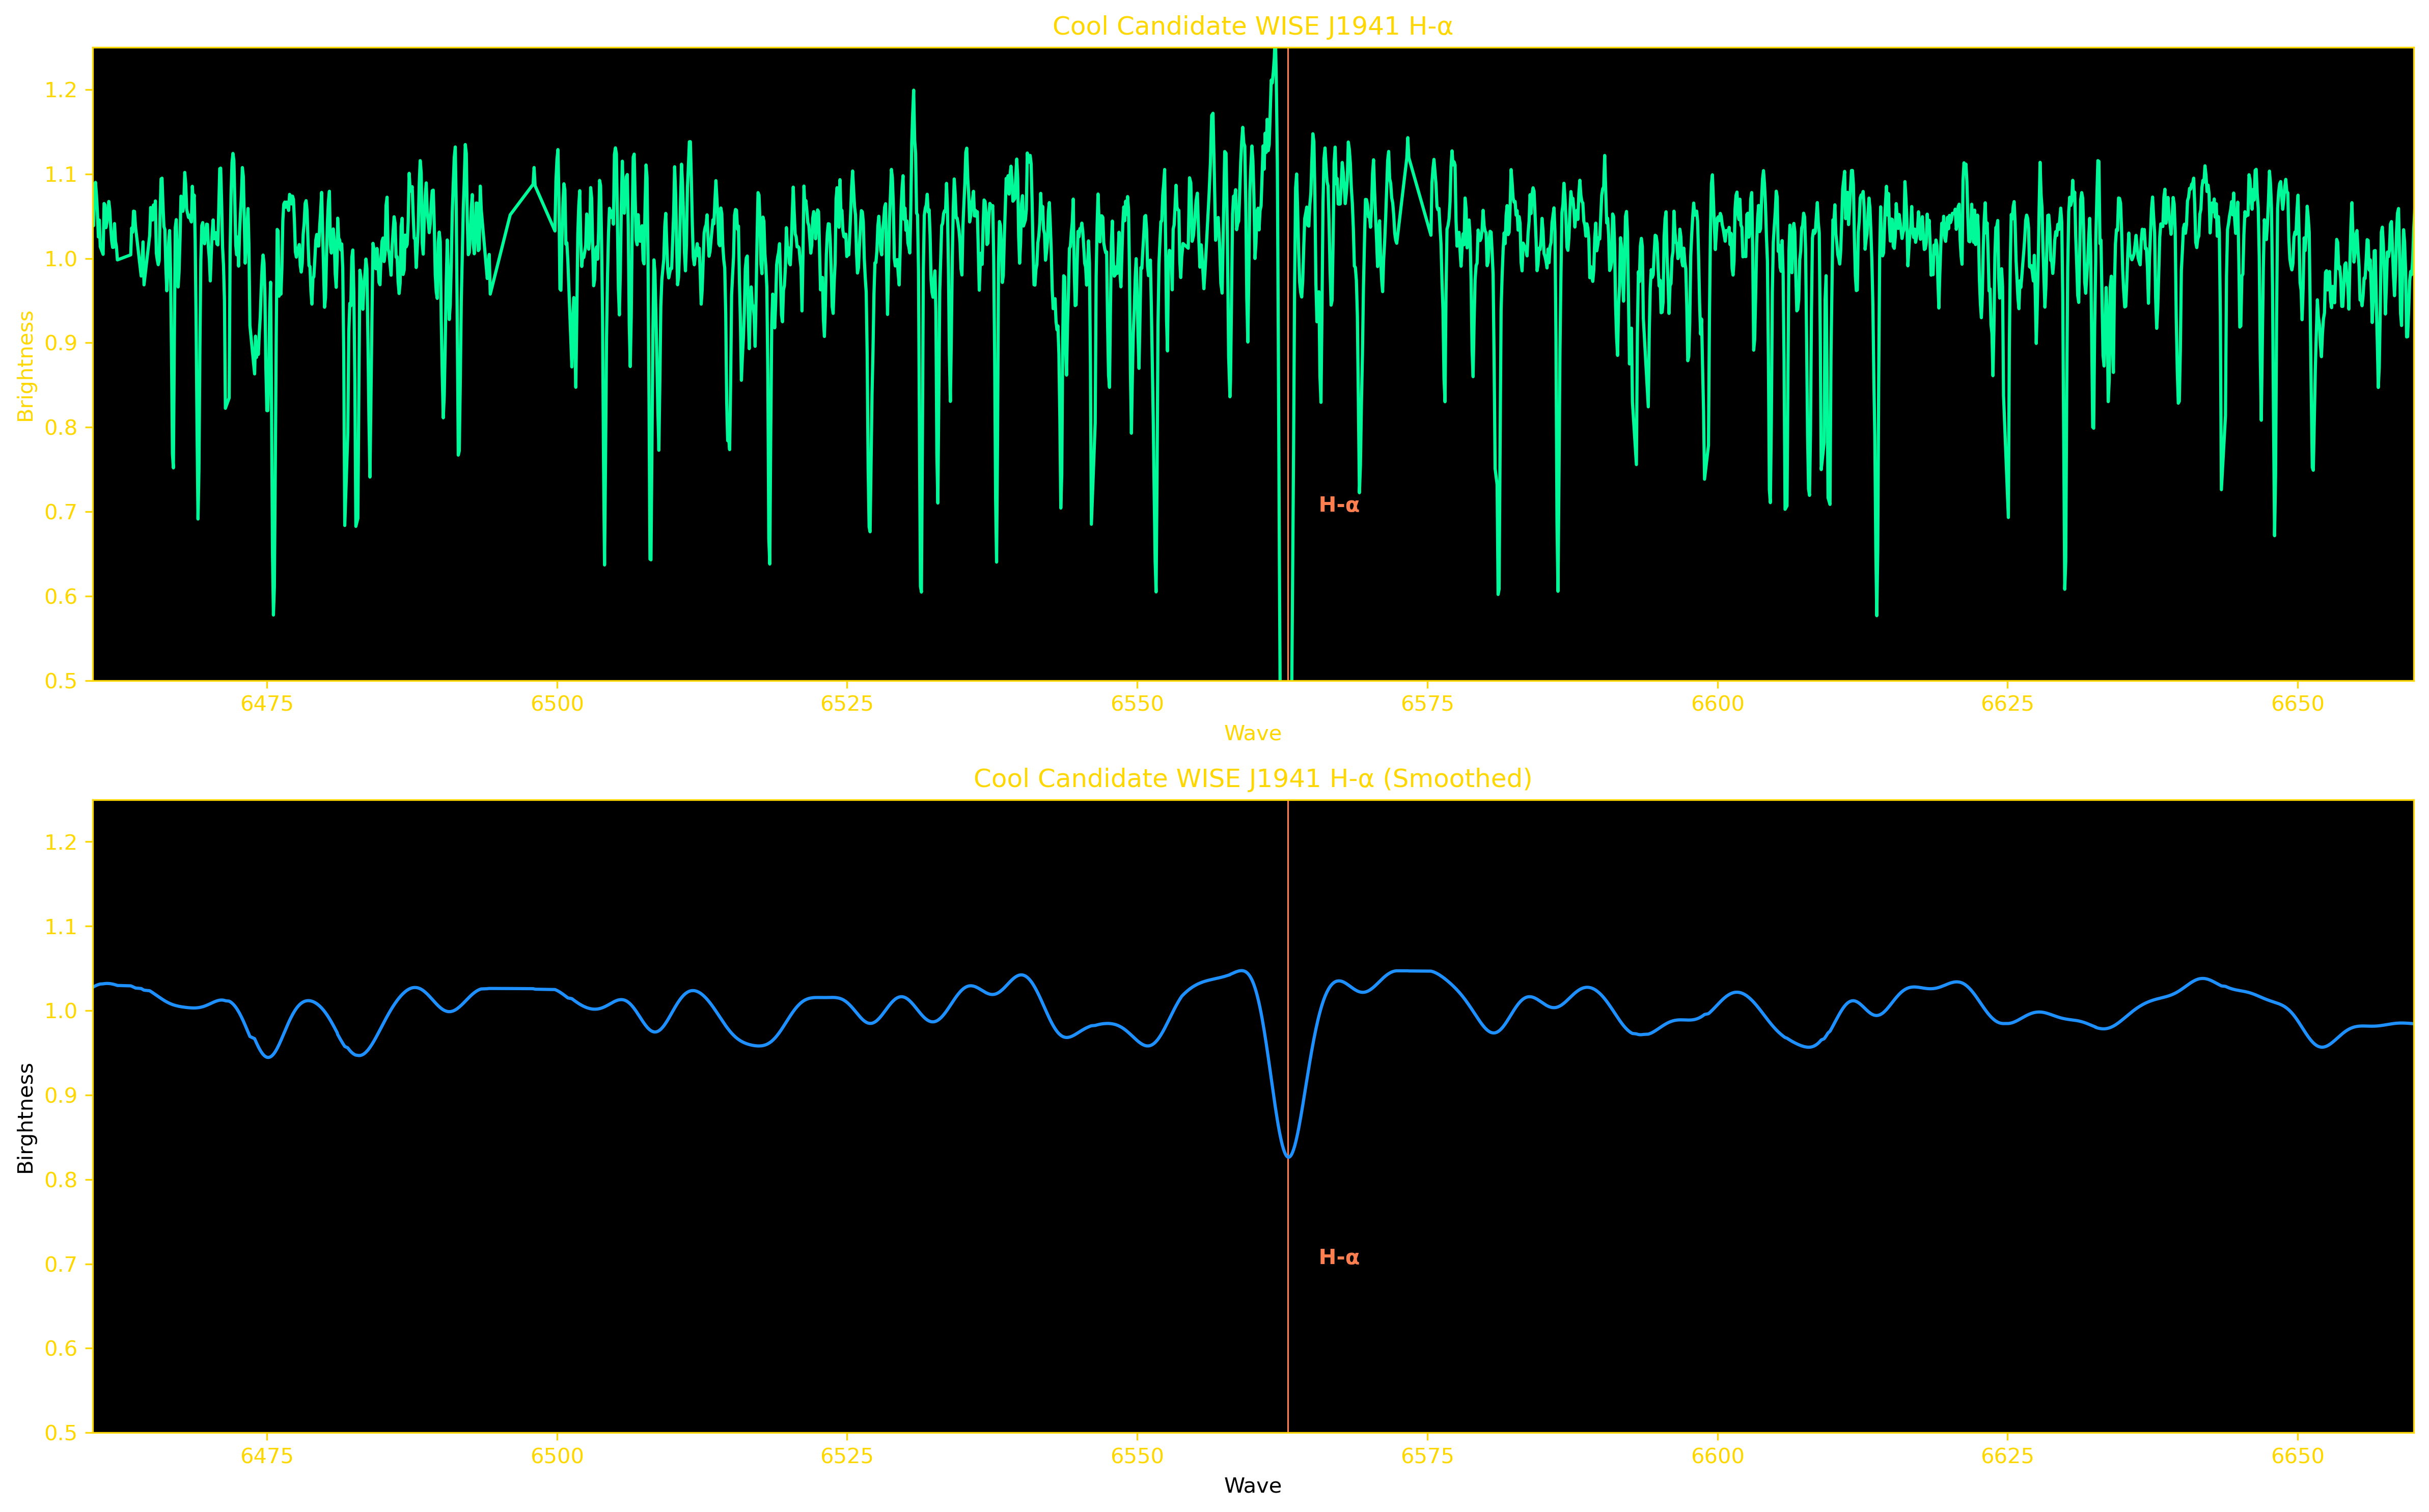 Cool Candidate WISE J1941 H-α
1.2
1.1
1.0
0.9
0.8
0.7
0.6
0.5
Brightness
H-α
6475 6500 6525 6550 6575 6600 6625 6650
Wave
Cool Candidate WISE J1941 H-α (Smoothed)
1.2
1.1
1.0
0.9
0.8
0.7
0.6
0.5
Birghtness
H-α
6475 6500 6525 6550 6575 6600 6625 6650
Wave